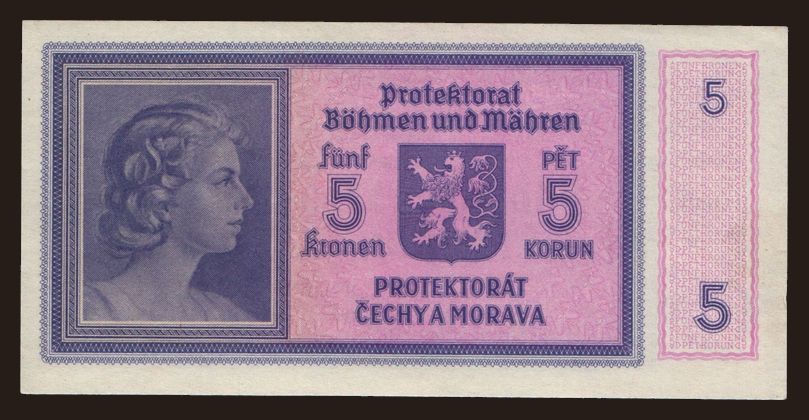 Protektorat
Böhmen und Mähren
fünf PĚT
5 5
Kronen KORUN
PROTEKTORÁT
ČECHY A MORAVA
5
5